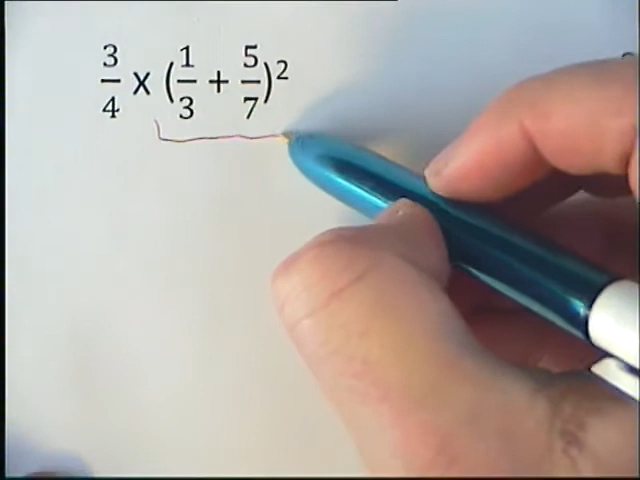 3/4 x (1/3 + 5/7)²